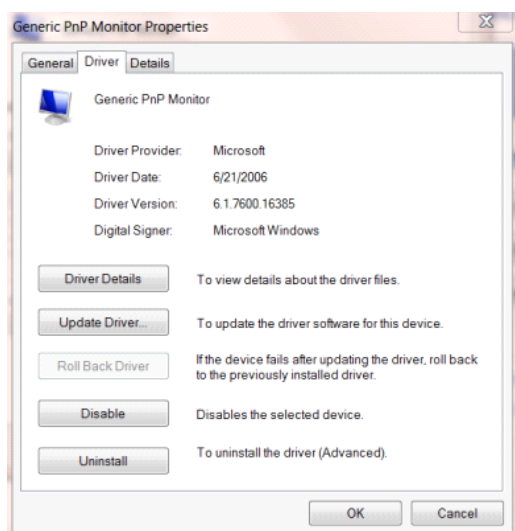 Generic PnP Monitor Properties
General Driver Details
Generic PnP Monitor
Driver Provider: Microsoft
Driver Date: 6/21/2006
Driver Version: 6.1.7600.16385
Digital Signer: Microsoft Windows
Driver Details To view details about the driver files.
Update Driver... To update the driver software for this device.
Roll Back Driver If the device fails after updating the driver, roll back
to the previously installed driver.
Disable Disables the selected device.
Uninstall To uninstall the driver (Advanced).
OK Cancel